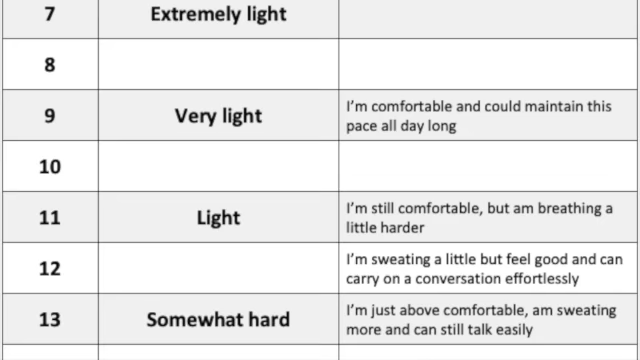 7 Extremely light
8
9 Very light I'm comfortable and could maintain this
pace all day long
10
11 Light I'm still comfortable, but am breathing a
little harder
12 I'm sweating a little but feel good and can
carry on a conversation effortlessly
13 Somewhat hard I'm just above comfortable, am sweating
more and can still talk easily